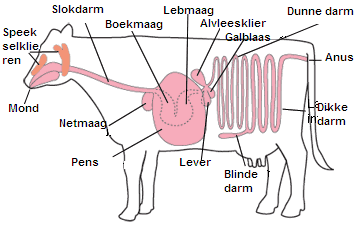 Slokdarm
Boekmaag
Lebmaag
Alvleesklier
Galblaas
Dunne darm
Speek
selklie
ren
Anus
Mond
Netmaag
Dikke
darm
Pens
Lever
Blinde
darm